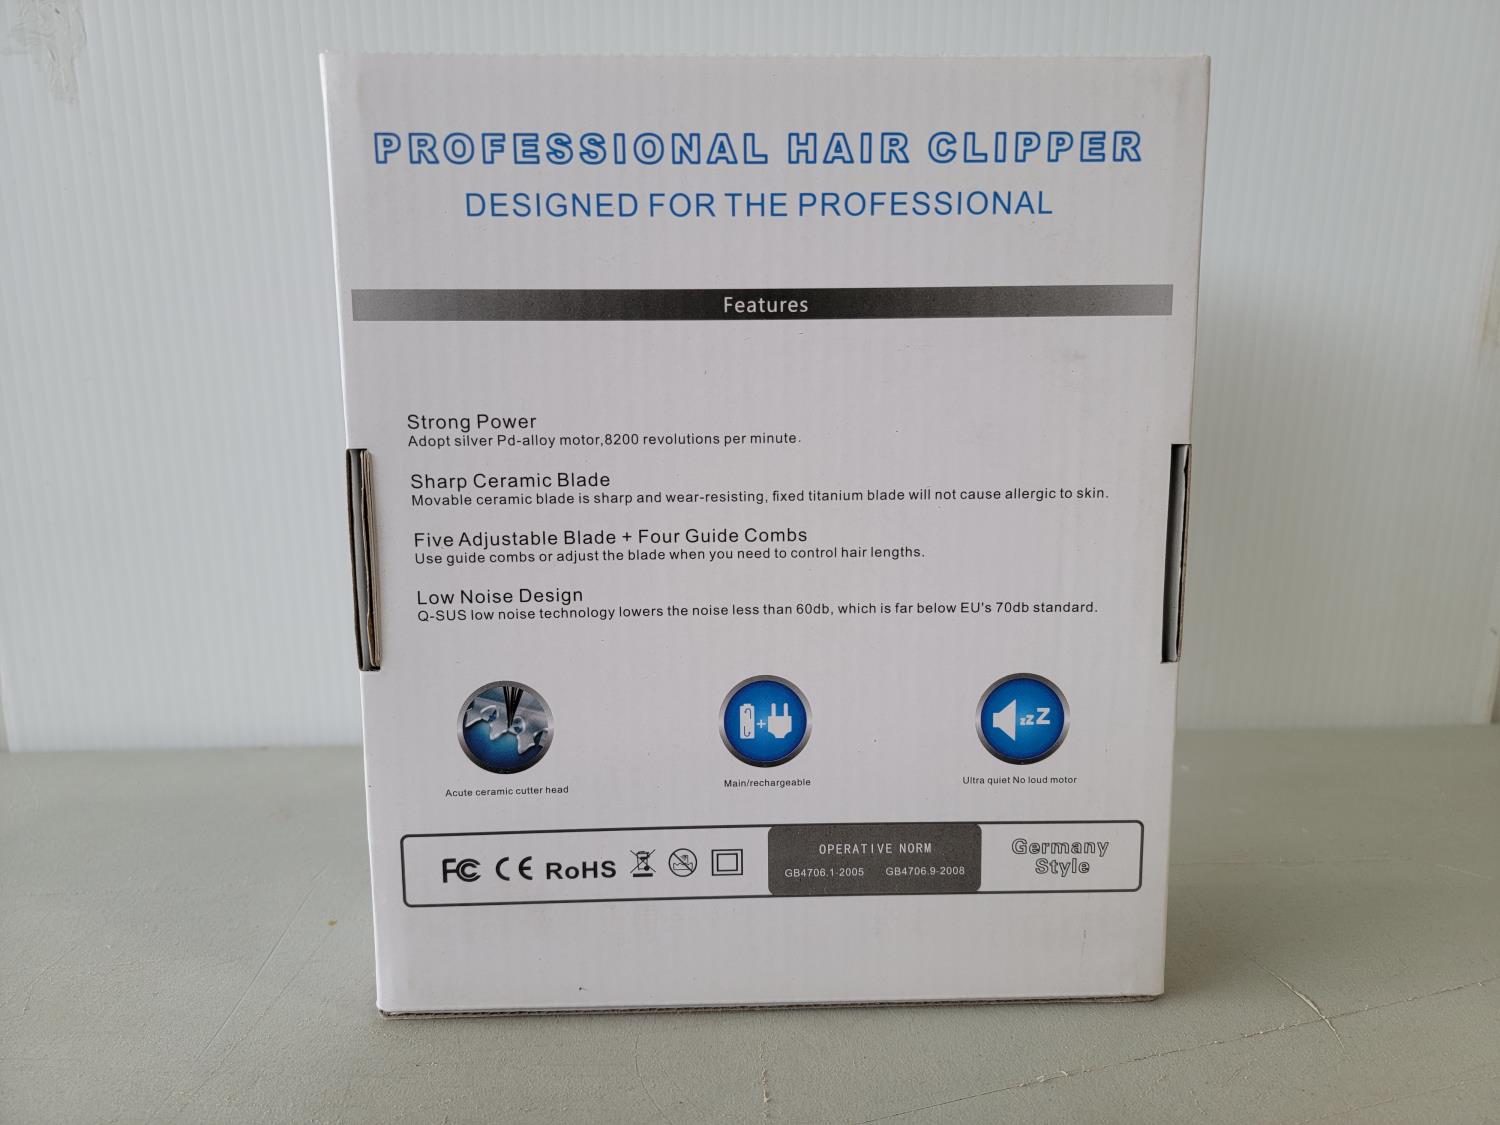 PROFESSIONAL HAIR CLIPPER
DESIGNED FOR THE PROFESSIONAL
Features
Strong Power
Adopt silver Pd-alloy motor,8200 revolutions per minute.
Sharp Ceramic Blade
Movable ceramic blade is sharp and wear-resisting, fixed titanium blade will not cause allergic to skin.
Five Adjustable Blade + Four Guide Combs
Use guide combs or adjust the blade when you need to control hair lengths.
Low Noise Design
Q-SUS low noise technology lowers the noise less than 60db, which is far below EU's 70db standard.
+
zzZ
Acute ceramic cutter head
Main/rechargeable
Ultra quiet No loud motor
FC CE RoHS
OPERATIVE NORM
GB4706.1-2005 GB4706.9-2008
Germany
Style